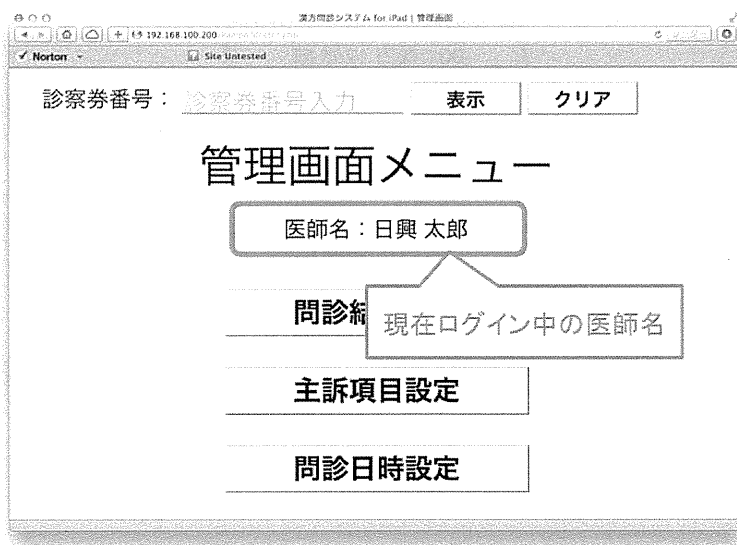 漢方問診システム for iPad | 管理画面
192.168.100.200
Norton
Site Untested
診察券番号： 診察券番号入力 表示 クリア
管理画面メニュー
医師名：日興 太郎
問診
現在ログイン中の医師名
主訴項目設定
問診日時設定